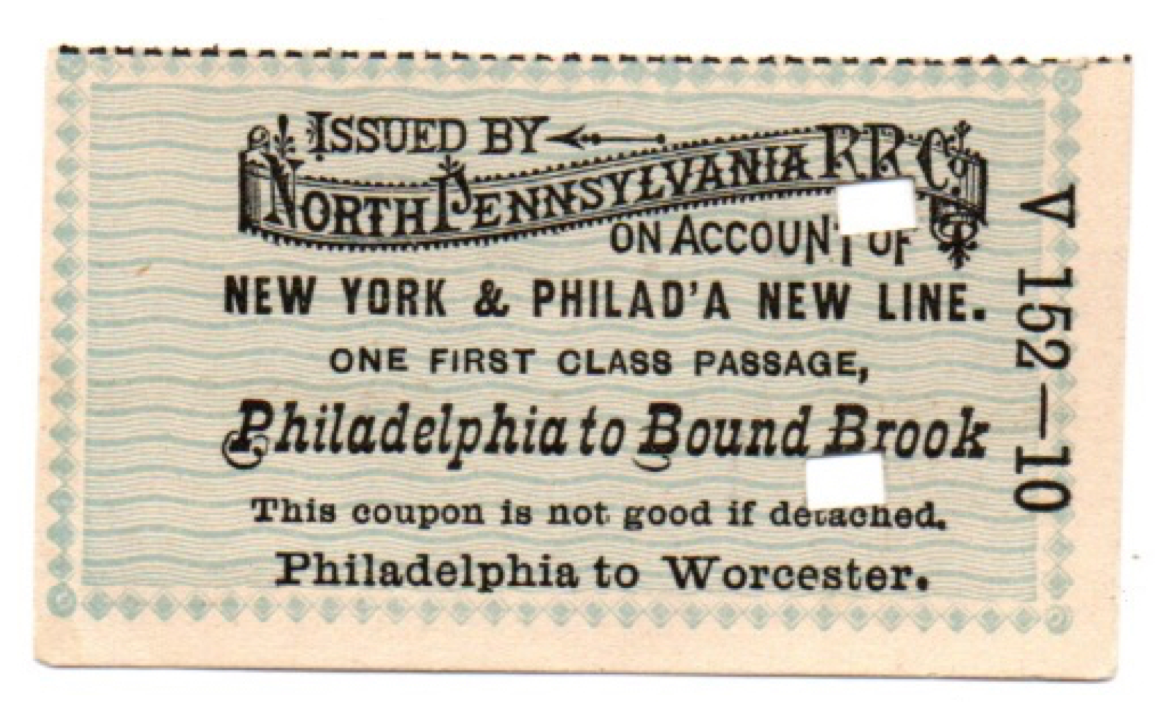 ISSUED BY
NORTH PENNSYLVANIA RR Co.
ON ACCOUNT OF
NEW YORK & PHILAD'A NEW LINE.
ONE FIRST CLASS PASSAGE,
Philadelphia to Bound Brook
This coupon is not good if detached.
Philadelphia to Worcester.
V 152-10